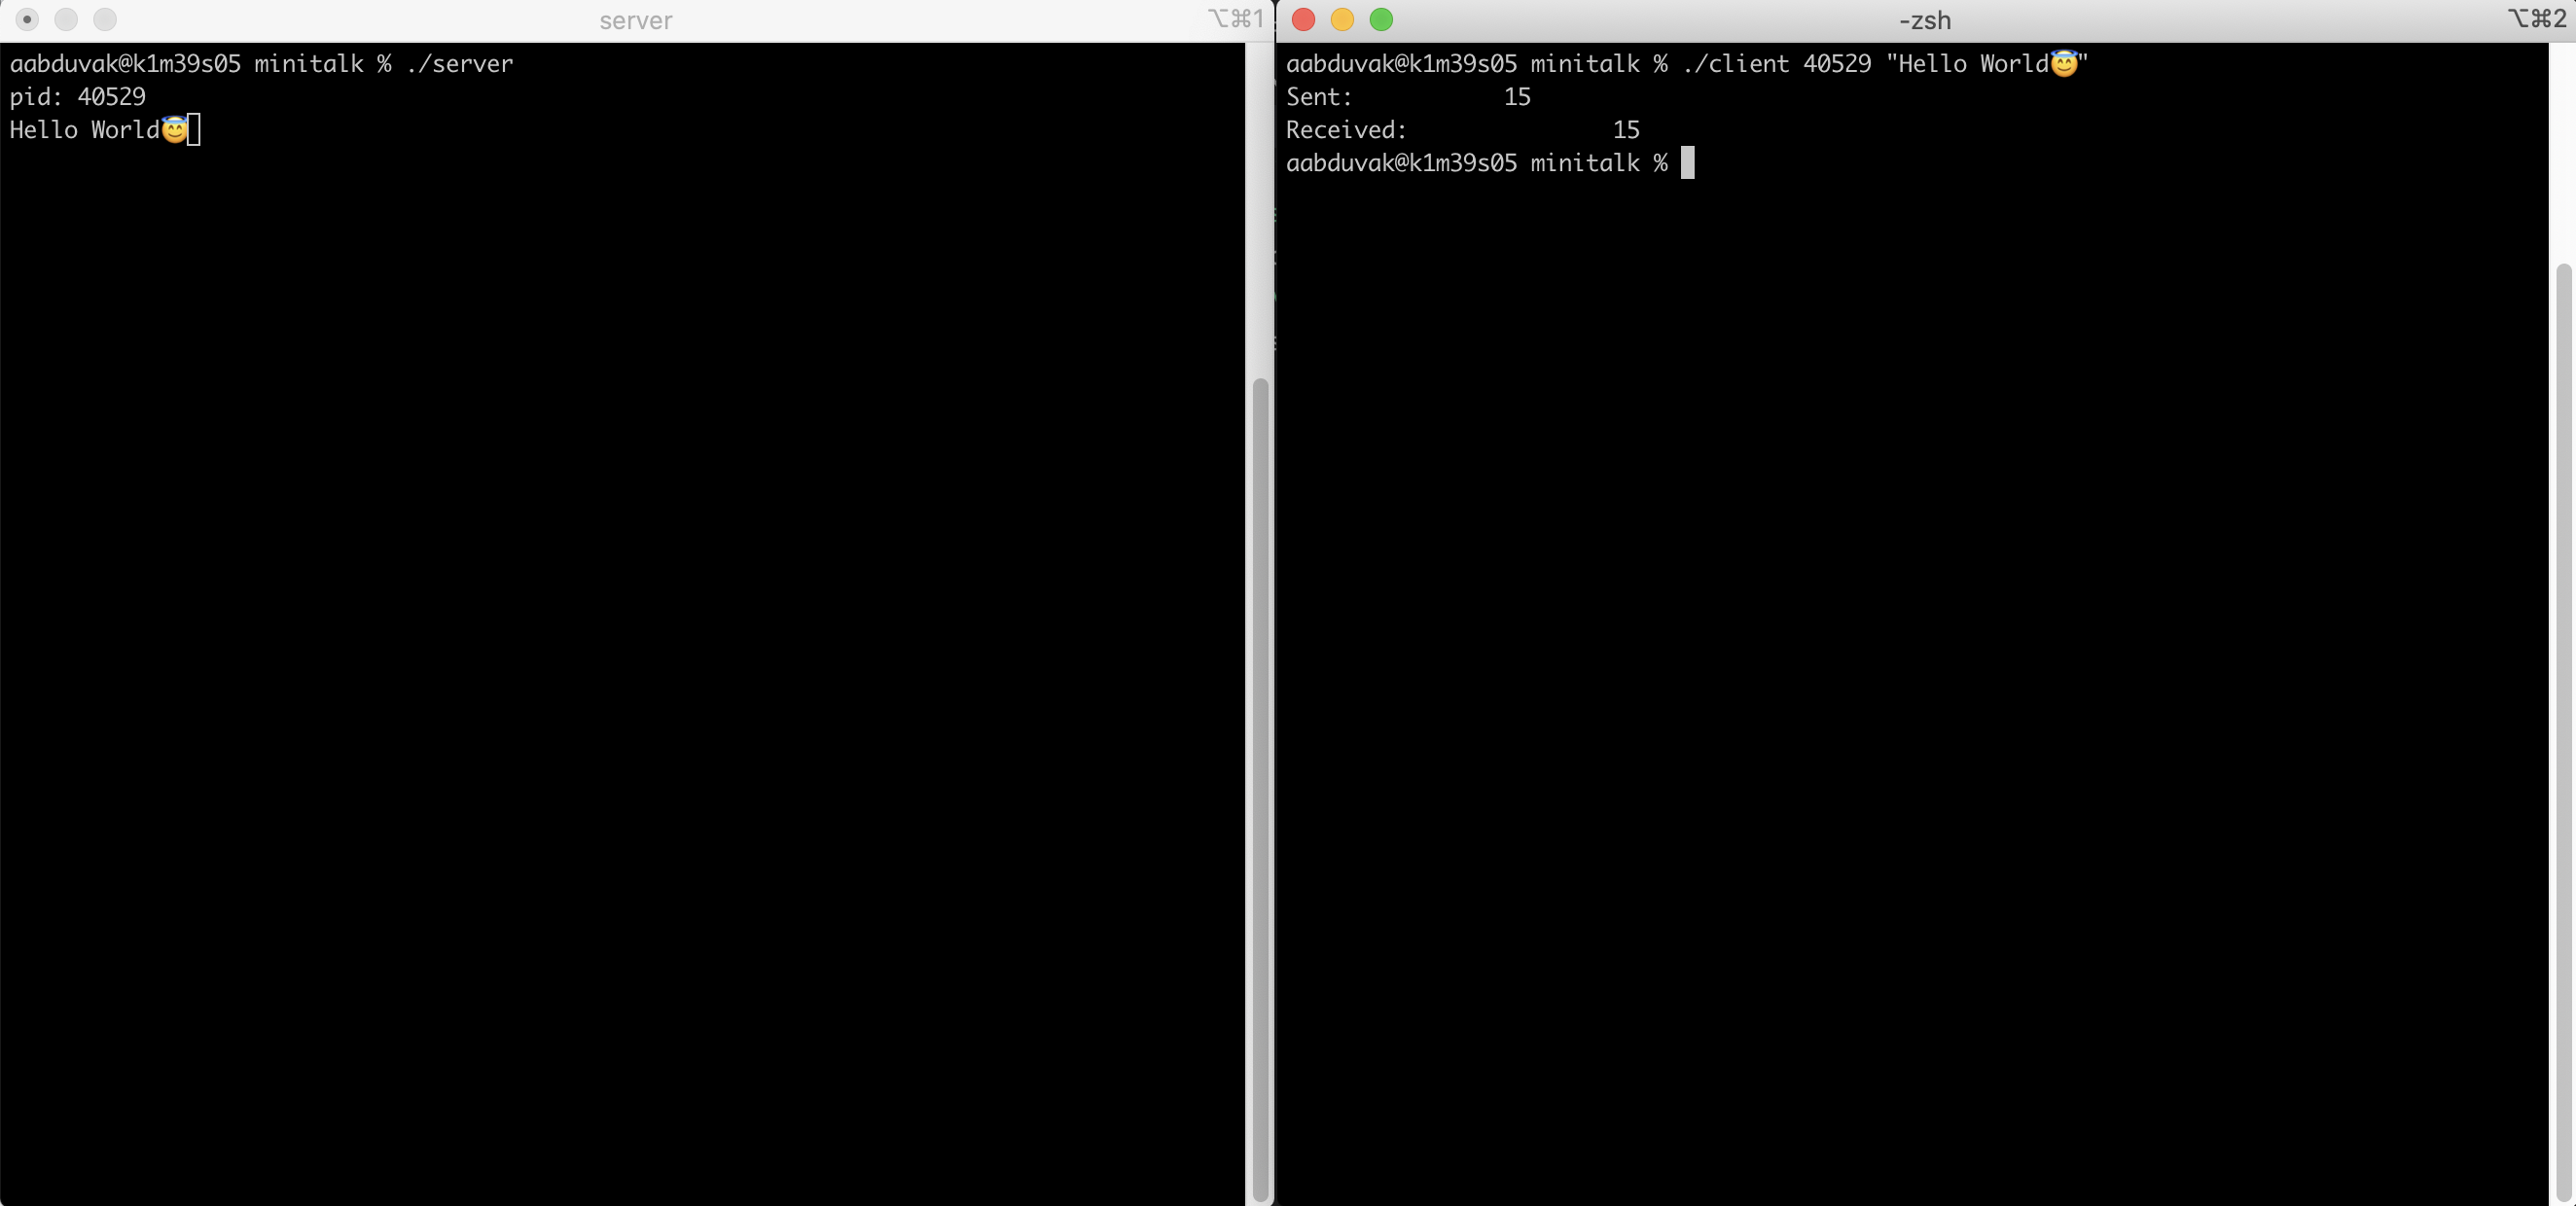 server ⌥⌘1
aabduvak@k1m39s05 minitalk % ./server
pid: 40529
Hello World😇
-zsh ⌥⌘2
aabduvak@k1m39s05 minitalk % ./client 40529 "Hello World😇"
Sent: 15
Received: 15
aabduvak@k1m39s05 minitalk %